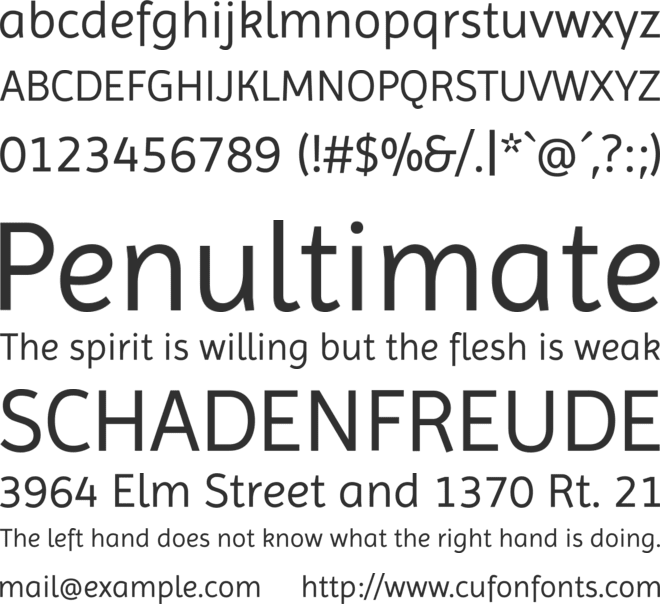 abcdefghijklmnopqrstuvwxyz
ABCDEFGHIJKLMNOPQRSTUVWXYZ
0123456789 (!#$%&/.|*`@´,?:;)
Penultimate
The spirit is willing but the flesh is weak
SCHADENFREUDE
3964 Elm Street and 1370 Rt. 21
The left hand does not know what the right hand is doing.
mail@example.com http://www.cufonfonts.com